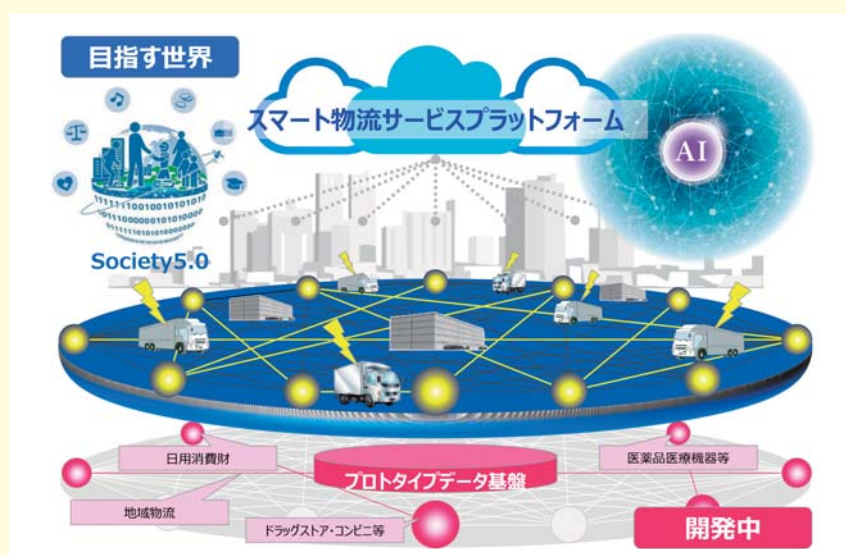 目指す世界
スマート物流サービスプラットフォーム
AI
111110010010101010
1011000001010101000
0111110101010100
Society5.0
日用消費財
医薬品医療機器等
プロトタイプデータ基盤
地域物流
ドラッグストア・コンビニ等
開発中